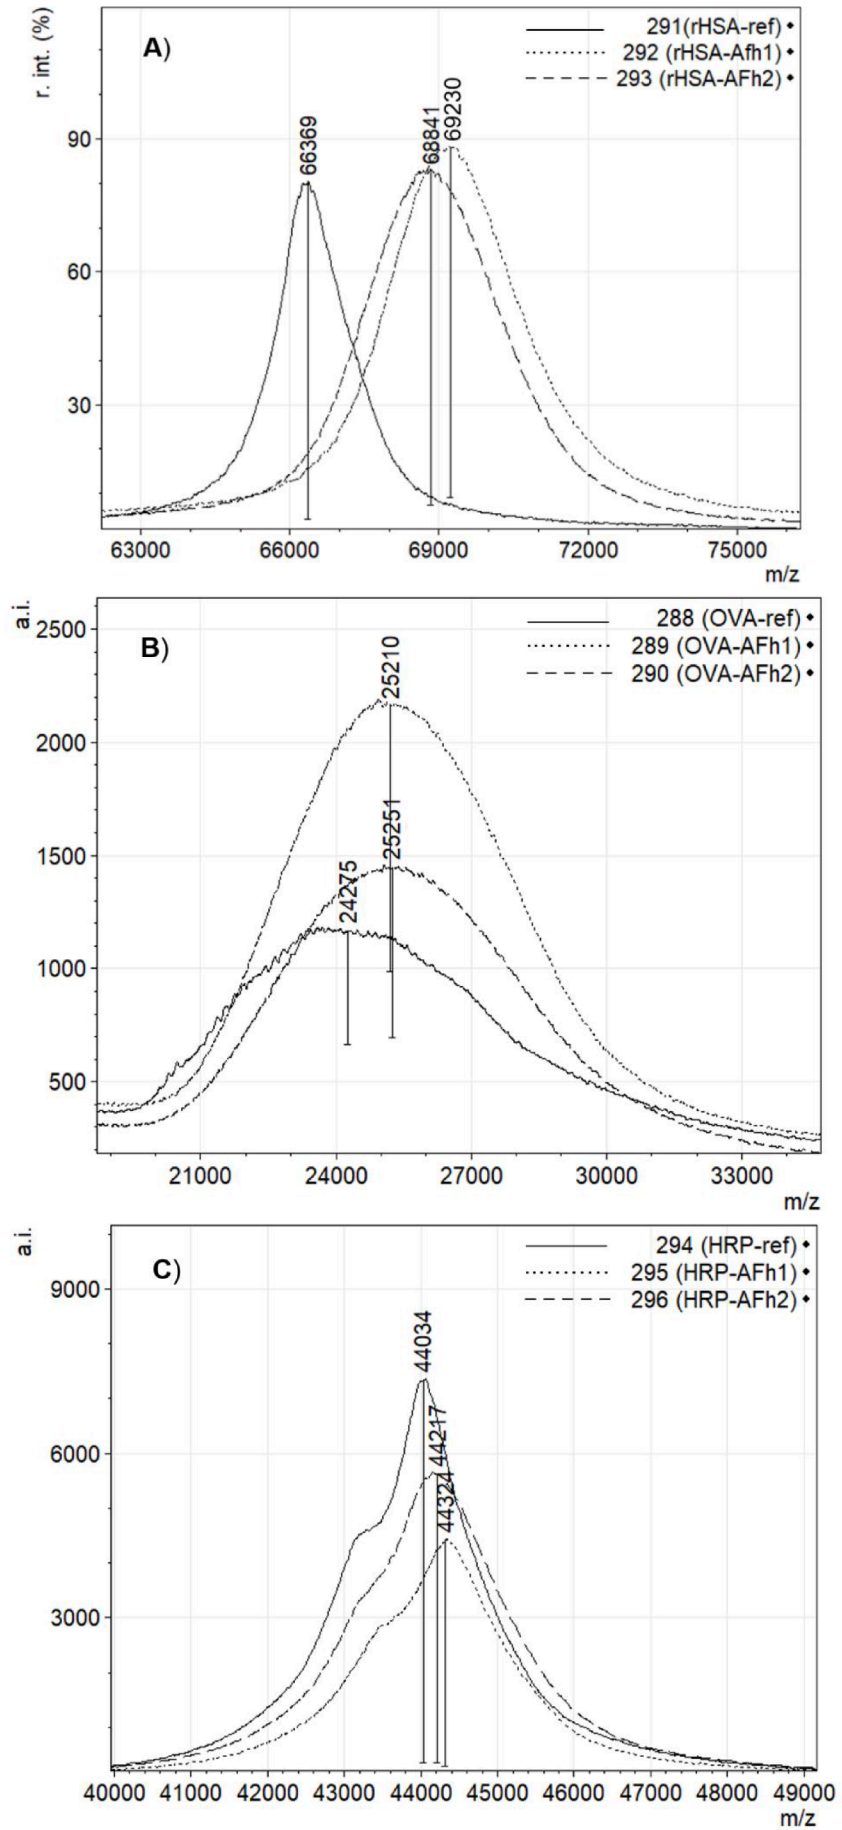 A)
r. int. (%)
291(rHSA-ref) ◆
292 (rHSA-Afh1) ◆
293 (rHSA-AFh2) ◆
66369
68841
69230
90
60
30
63000 66000 69000 72000 75000
m/z
B)
a.i.
288 (OVA-ref) ◆
289 (OVA-AFh1) ◆
290 (OVA-AFh2) ◆
25210
25251
24275
2500
2000
1500
1000
500
21000 24000 27000 30000 33000
m/z
C)
a.i.
294 (HRP-ref) ◆
295 (HRP-AFh1) ◆
296 (HRP-AFh2) ◆
44034
44217
44324
9000
6000
3000
40000 41000 42000 43000 44000 45000 46000 47000 48000 49000
m/z